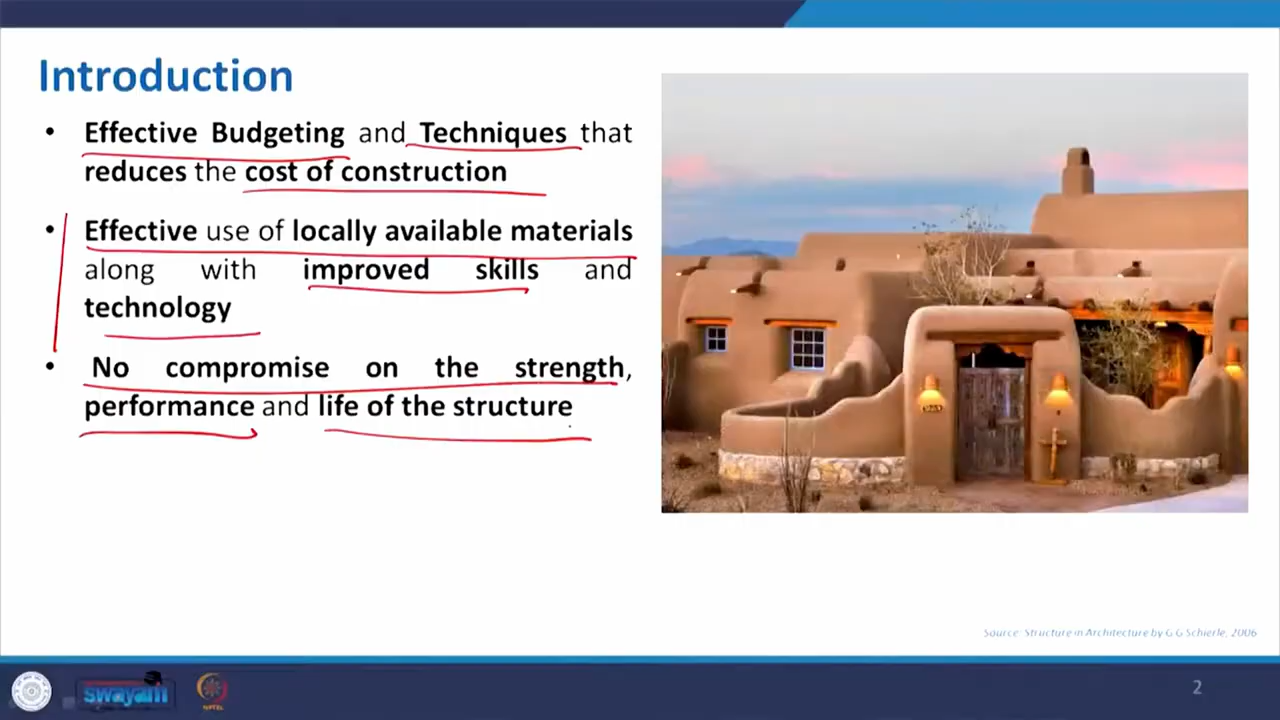 Introduction
• Effective Budgeting and Techniques that
reduces the cost of construction
• Effective use of locally available materials
along with improved skills and
technology
• No compromise on the strength,
performance and life of the structure
Source: Structure in Architecture by G G Schierle, 2006
swayam
NPTEL
2